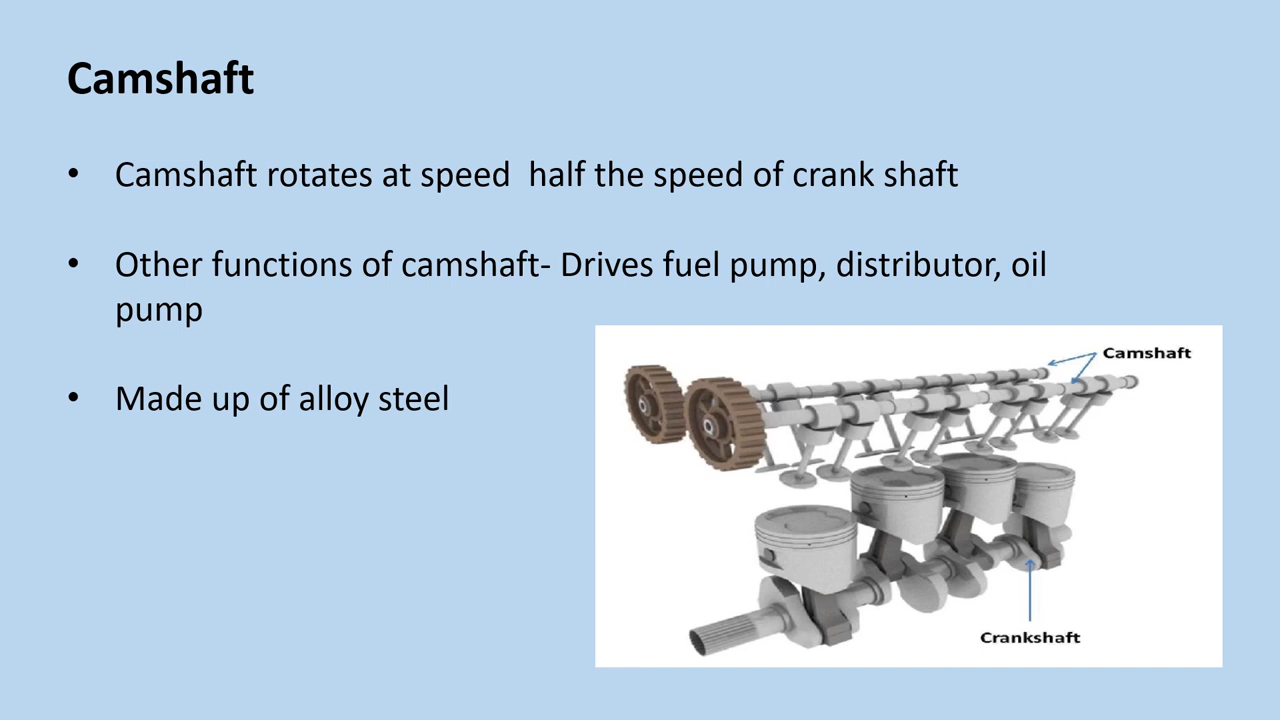 Camshaft
• Camshaft rotates at speed  half the speed of crank shaft
• Other functions of camshaft- Drives fuel pump, distributor, oil
pump
• Made up of alloy steel
Camshaft
Crankshaft